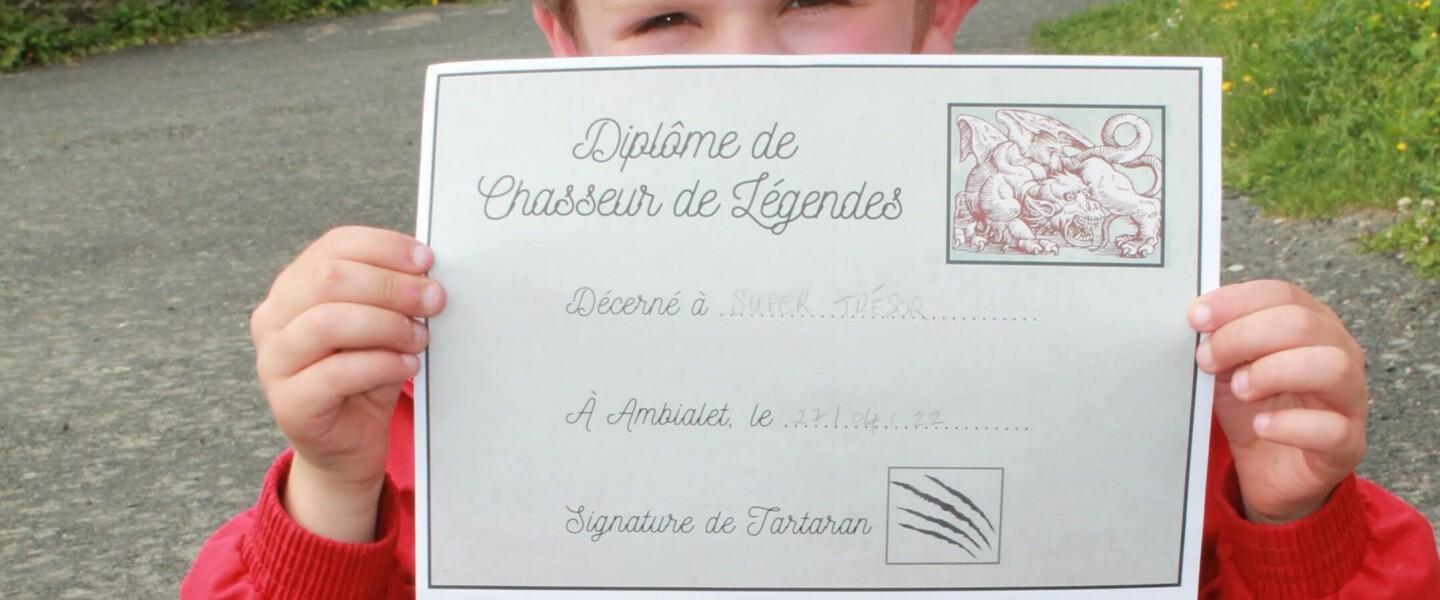 Diplôme de
Chasseur de Légendes
Décerné à SUPER TRÉSOR
À Ambialet, le 27/04/22
Signature de Tartaran